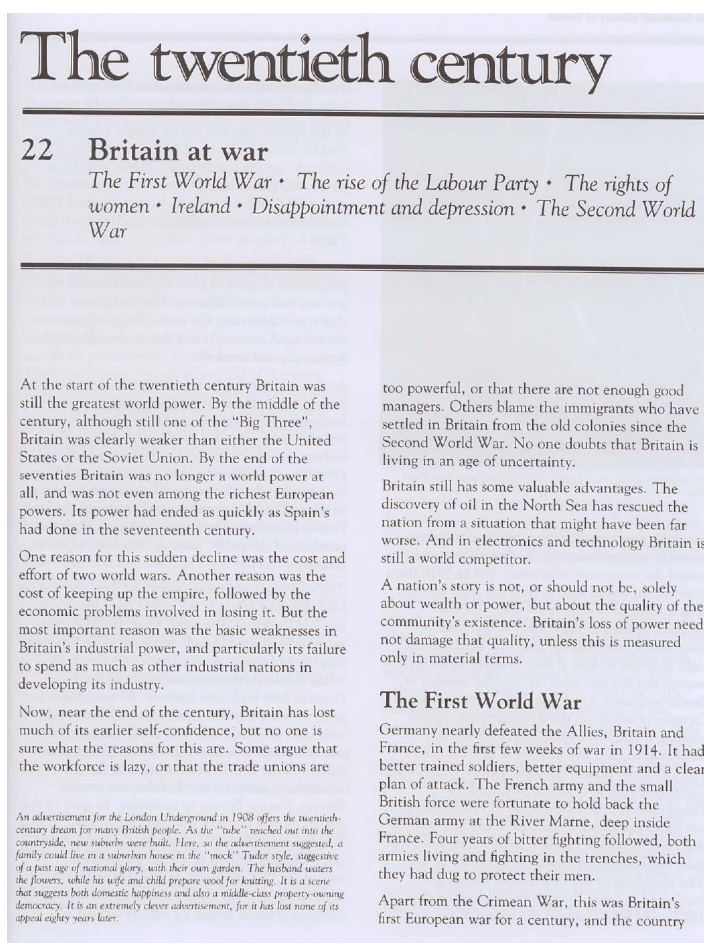 The twentieth century
22 Britain at war
The First World War • The rise of the Labour Party • The rights of
women • Ireland • Disappointment and depression • The Second World
War
At the start of the twentieth century Britain was
still the greatest world power. By the middle of the
century, although still one of the "Big Three",
Britain was clearly weaker than either the United
States or the Soviet Union. By the end of the
seventies Britain was no longer a world power at
all, and was not even among the richest European
powers. Its power had ended as quickly as Spain's
had done in the seventeenth century.
One reason for this sudden decline was the cost and
effort of two world wars. Another reason was the
cost of keeping up the empire, followed by the
economic problems involved in losing it. But the
most important reason was the basic weaknesses in
Britain's industrial power, and particularly its failure
to spend as much as other industrial nations in
developing its industry.
Now, near the end of the century, Britain has lost
much of its earlier self-confidence, but no one is
sure what the reasons for this are. Some argue that
the workforce is lazy, or that the trade unions are
An advertisement for the London Underground in 1908 offers the twentieth-
century dream for many British people. As the "tube" reached out into the
countryside, new suburbs were built. Here, so the advertisement suggested, a
family could live in a suburban house in the "mock" Tudor style, suggestive
of a past age of national glory, with their own garden. The husband waters
the flowers, while his wife and child prepare wool for knitting. It is a scene
that suggests both domestic happiness and also a middle-class property-owning
democracy. It is an extremely clever advertisement, for it has lost none of its
appeal eighty years later.
too powerful, or that there are not enough good
managers. Others blame the immigrants who have
settled in Britain from the old colonies since the
Second World War. No one doubts that Britain is
living in an age of uncertainty.
Britain still has some valuable advantages. The
discovery of oil in the North Sea has rescued the
nation from a situation that might have been far
worse. And in electronics and technology Britain is
still a world competitor.
A nation's story is not, or should not be, solely
about wealth or power, but about the quality of the
community's existence. Britain's loss of power need
not damage that quality, unless this is measured
only in material terms.
The First World War
Germany nearly defeated the Allies, Britain and
France, in the first few weeks of war in 1914. It had
better trained soldiers, better equipment and a clear
plan of attack. The French army and the small
British force were fortunate to hold back the
German army at the River Marne, deep inside
France. Four years of bitter fighting followed, both
armies living and fighting in the trenches, which
they had dug to protect their men.
Apart from the Crimean War, this was Britain's
first European war for a century, and the country